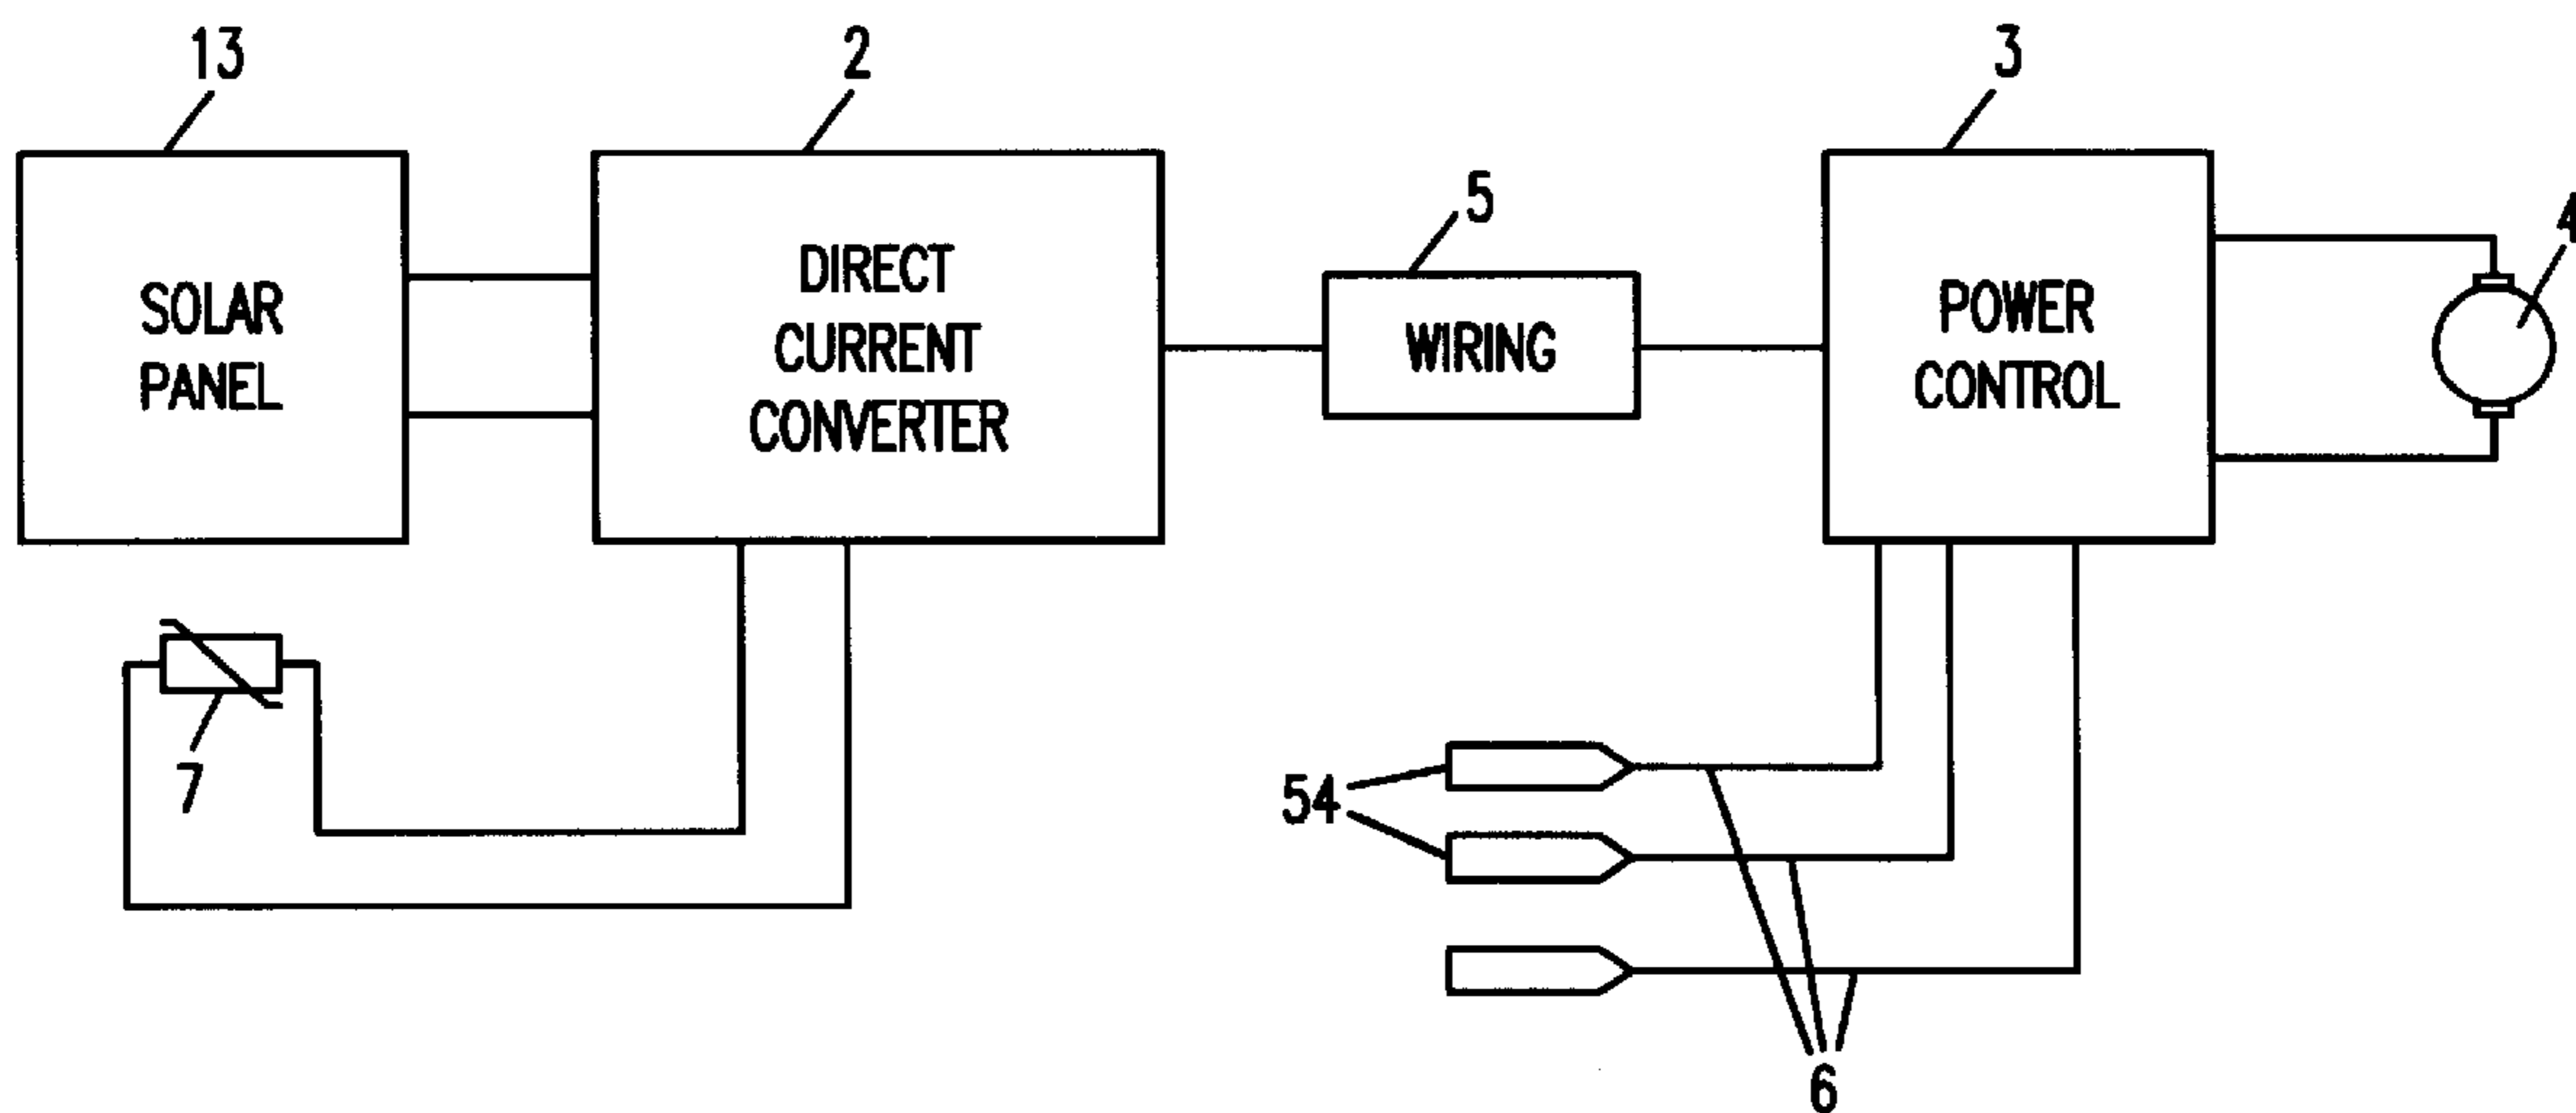 13
2
3
5
4
SOLAR
PANEL
DIRECT
CURRENT
CONVERTER
WIRING
POWER
CONTROL
7
54
6